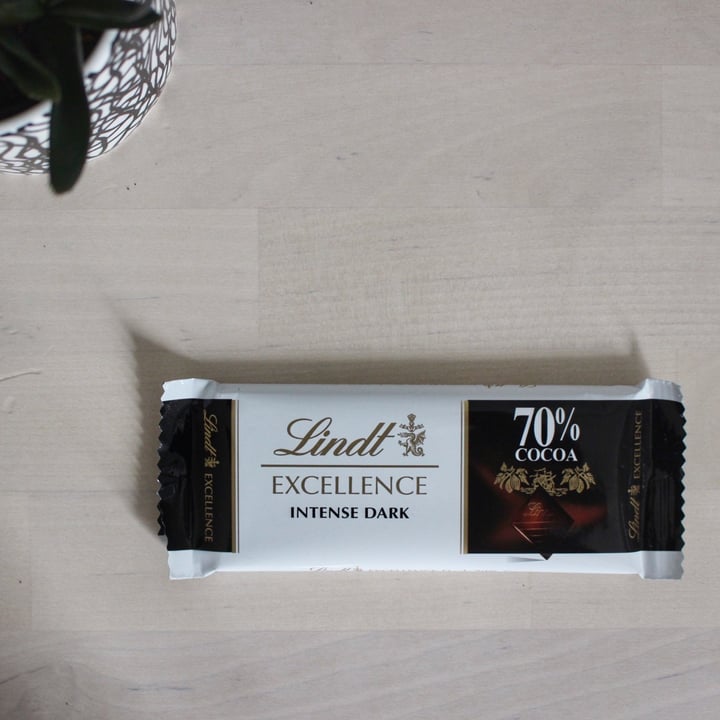 Lindt
EXCELLENCE
INTENSE DARK
70%
COCOA
Lindt EXCELLENCE
Lindt EXCELLENCE